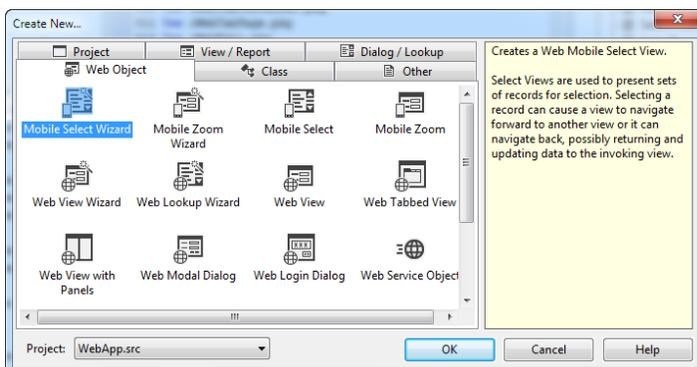 Create New...
Project
View / Report
Dialog / Lookup
Web Object
Class
Other
Mobile Select Wizard
Mobile Zoom Wizard
Mobile Select
Mobile Zoom
Web View Wizard
Web Lookup Wizard
Web View
Web Tabbed View
Web View with Panels
Web Modal Dialog
Web Login Dialog
Web Service Object
Creates a Web Mobile Select View.
Select Views are used to present sets
of records for selection. Selecting a
record can cause a view to navigate
forward to another view or it can
navigate back, possibly returning and
updating data to the invoking view.
Project:
WebApp.src
OK
Cancel
Help